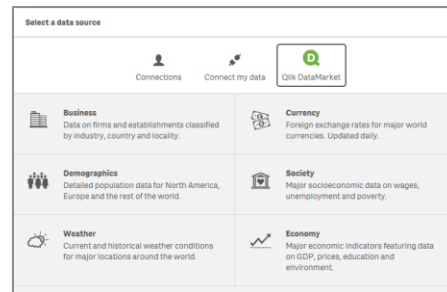 Select a data source
Connections
Connect my data
Qlik DataMarket
Business
Data on firms and establishments classified
by industry, country and locality.
Currency
Foreign exchange rates for major world
currencies. Updated daily.
Demographics
Detailed population data for North America,
Europe and the rest of the world.
Society
Major socioeconomic data on wages,
unemployment and poverty.
Weather
Current and historical weather conditions
for major locations around the world.
Economy
Major economic indicators featuring data
on GDP, prices, education and
environment.